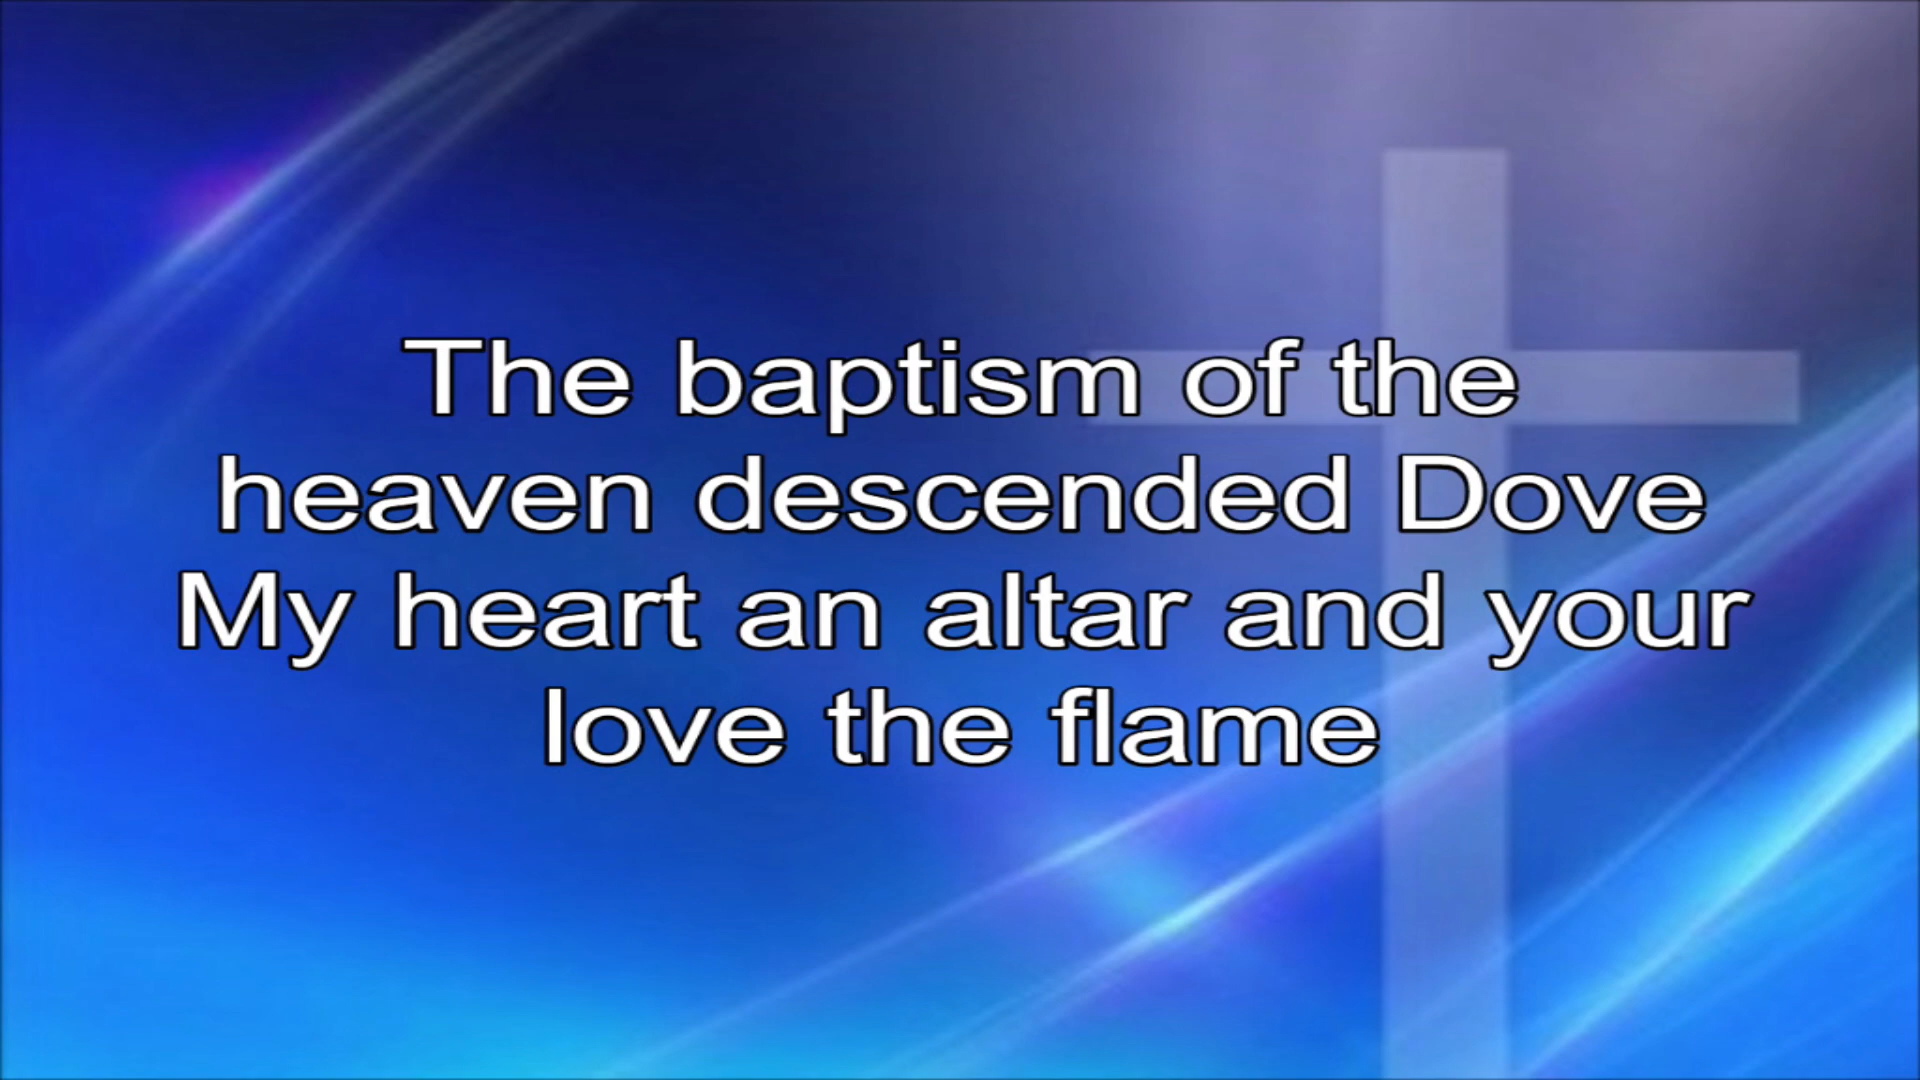 The baptism of the
heaven descended Dove
My heart an altar and your
love the flame